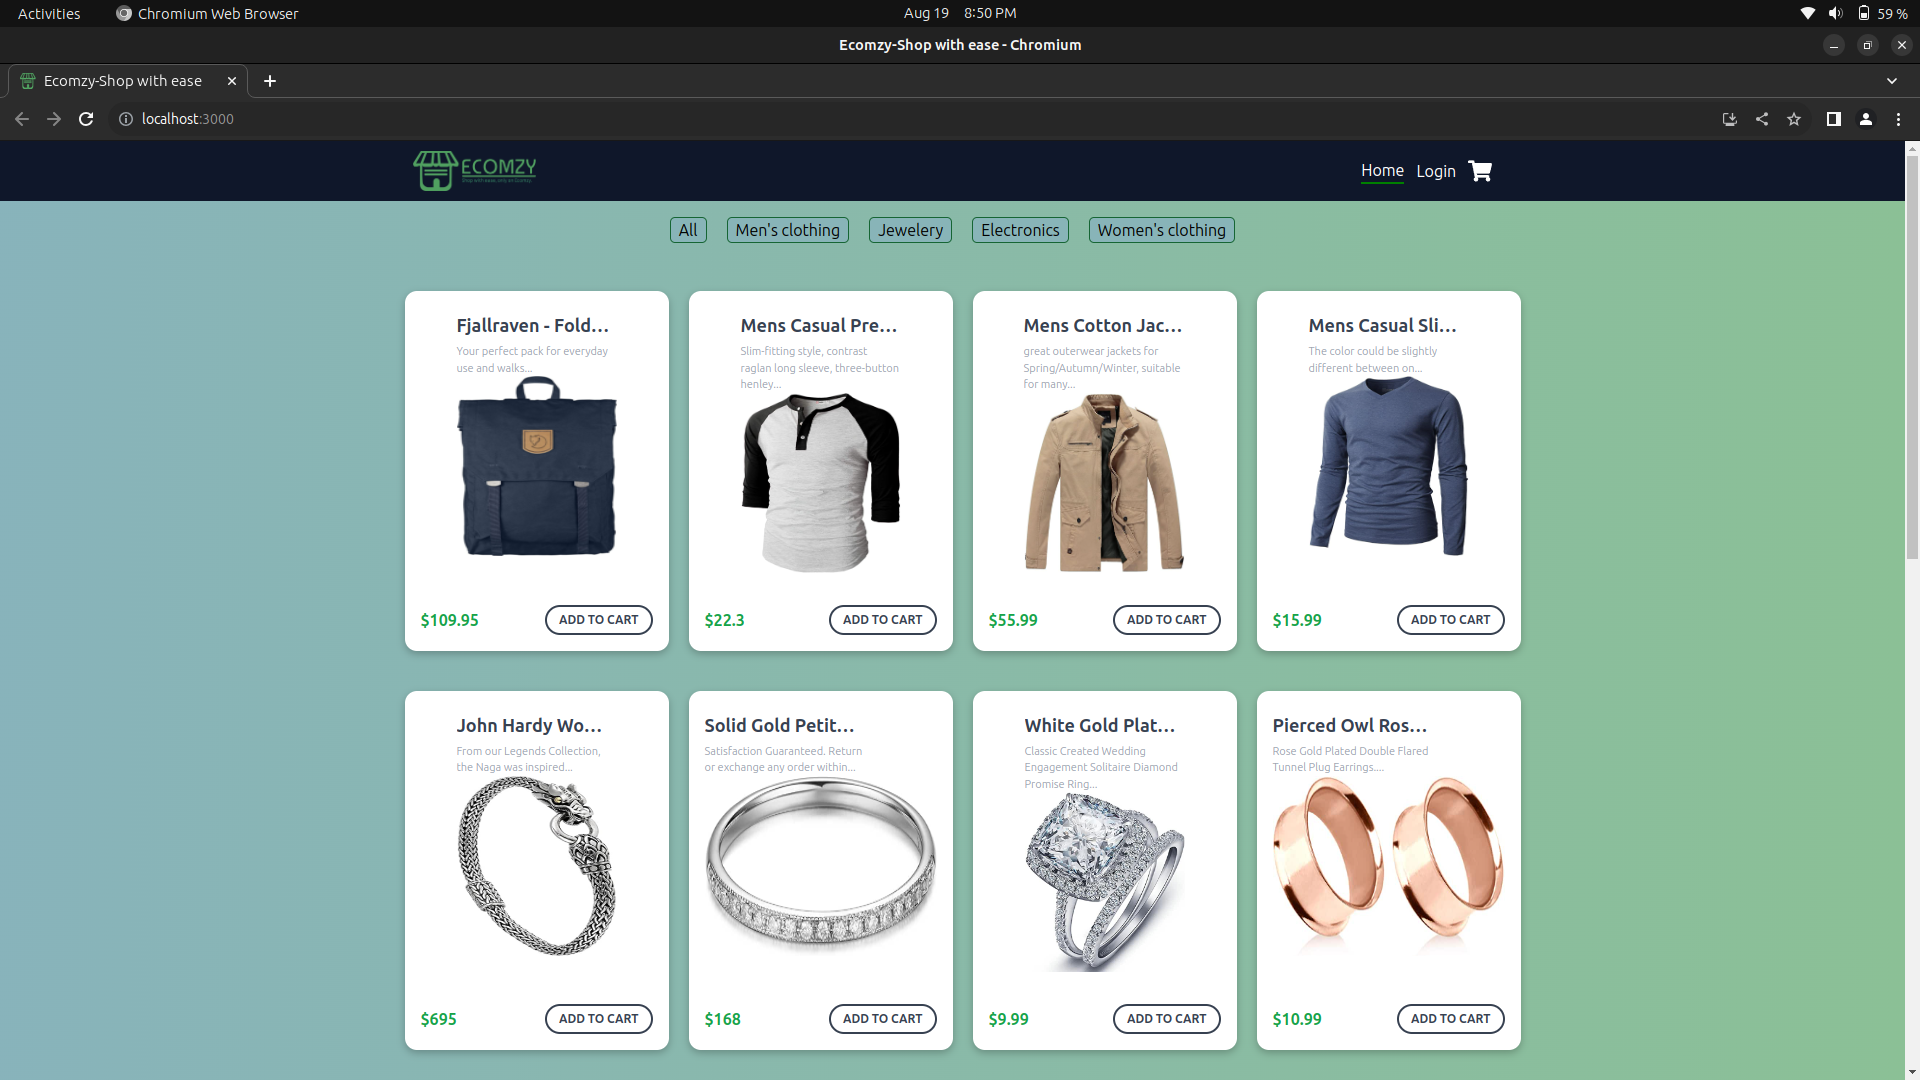 Activities
Chromium Web Browser
Aug 19 8:50 PM
59 %
Ecomzy-Shop with ease - Chromium
Ecomzy-Shop with ease
localhost:3000
ECOMZY
Home
Login
All
Men's clothing
Jewelery
Electronics
Women's clothing
Fjallraven - Fold...
Your perfect pack for everyday
use and walks...
$109.95
ADD TO CART
Mens Casual Pre...
Slim-fitting style, contrast
raglan long sleeve, three-button
henley...
$22.3
ADD TO CART
Mens Cotton Jac...
great outerwear jackets for
Spring/Autumn/Winter, suitable
for many...
$55.99
ADD TO CART
Mens Casual Sli...
The color could be slightly
different between on...
$15.99
ADD TO CART
John Hardy Wo...
From our Legends Collection,
the Naga was inspired...
$695
ADD TO CART
Solid Gold Petit...
Satisfaction Guaranteed. Return
or exchange any order within...
$168
ADD TO CART
White Gold Plat...
Classic Created Wedding
Engagement Solitaire Diamond
Promise Ring...
$9.99
ADD TO CART
Pierced Owl Ros...
Rose Gold Plated Double Flared
Tunnel Plug Earrings....
$10.99
ADD TO CART